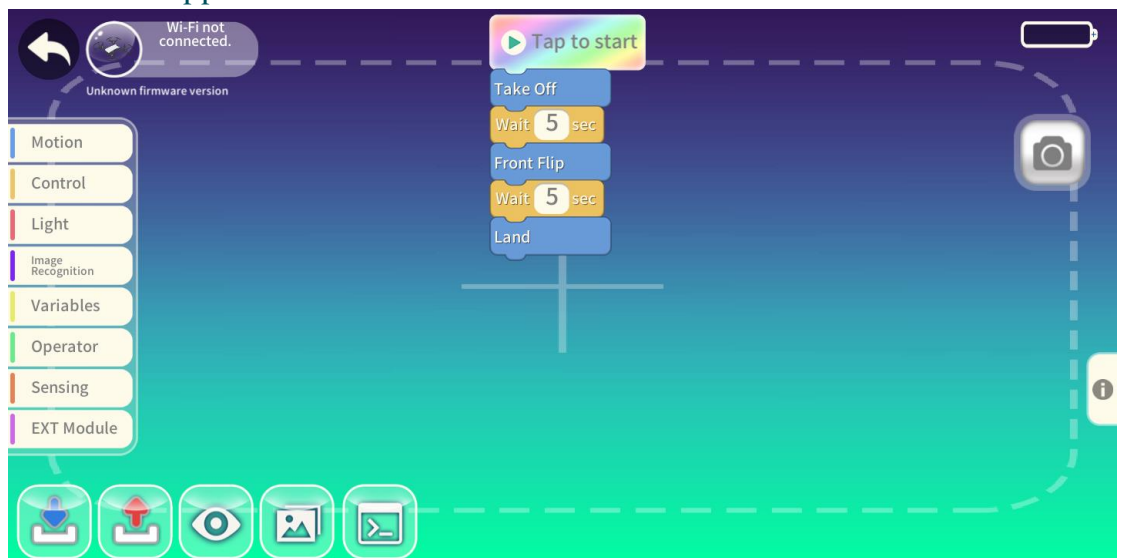 Wi-Fi not
connected.
Unknown firmware version
Tap to start
Take Off
Wait 5 sec
Front Flip
Wait 5 sec
Land
Motion
Control
Light
Image
Recognition
Variables
Operator
Sensing
EXT Module